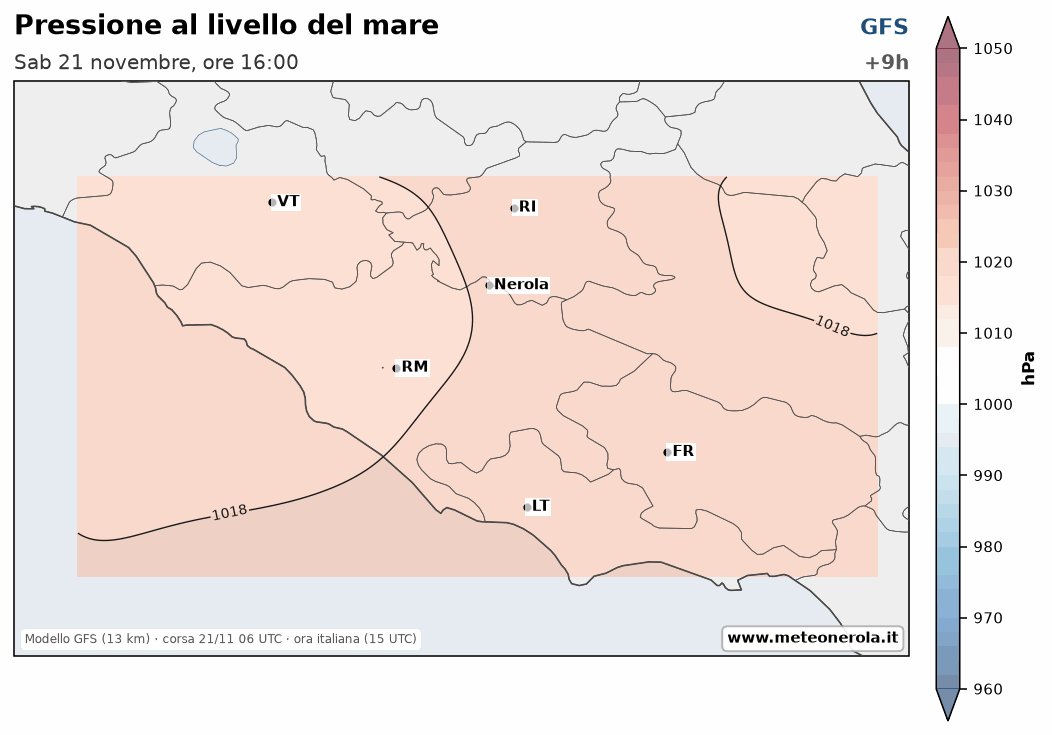 Pressione al livello del mare
GFS
Sab 21 novembre, ore 16:00
+9h
1050
1040
1030
1020
1010
1000
990
980
970
960
hPa
VT
RI
Nerola
1018
RM
FR
1018
LT
Modello GFS (13 km) · corsa 21/11 06 UTC · ora italiana (15 UTC)
www.meteonerola.it